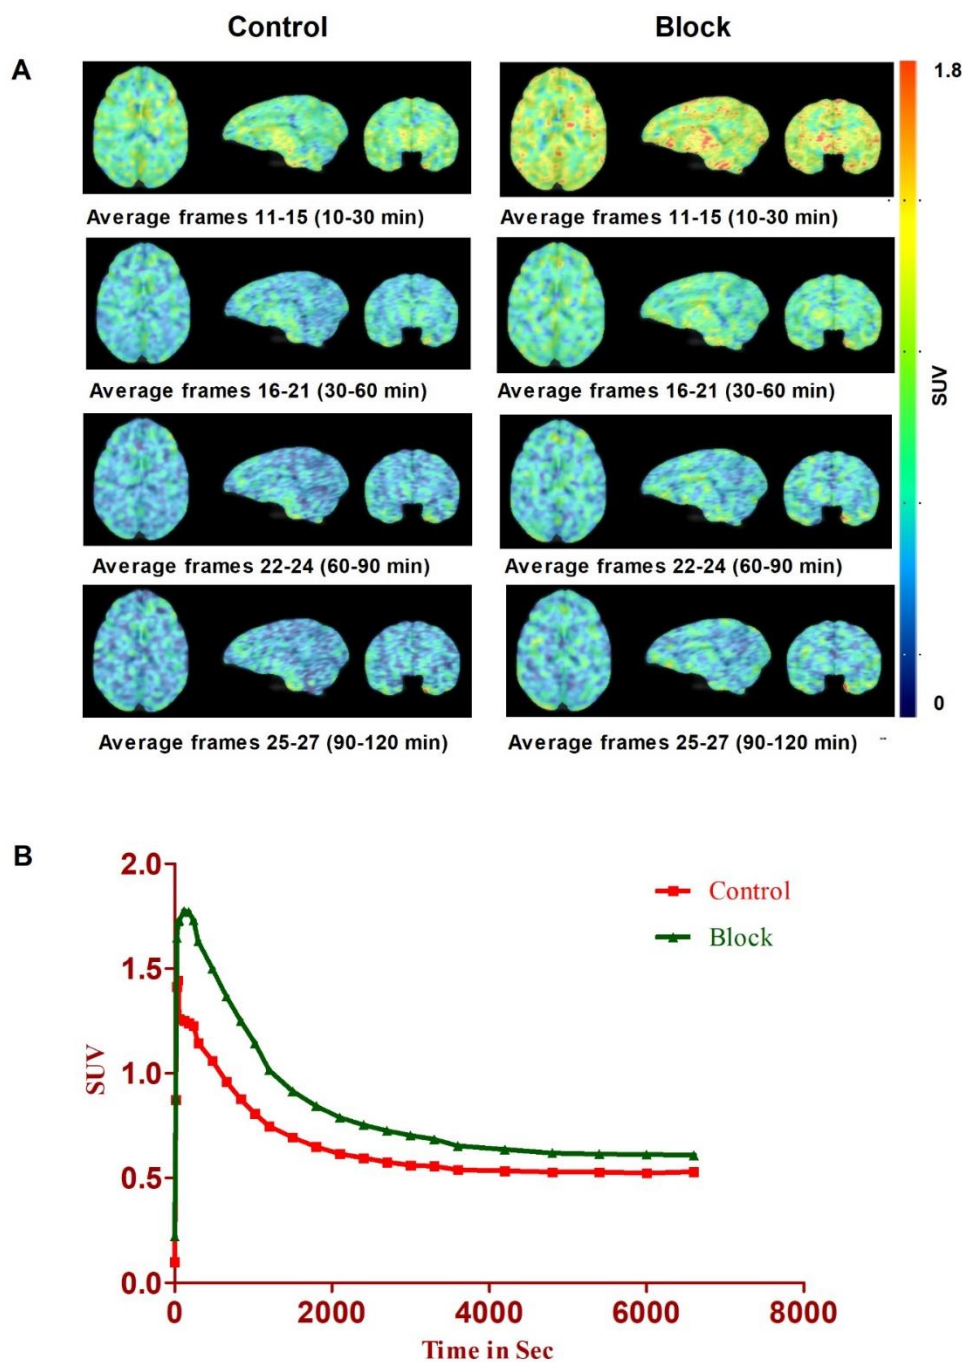 Control Block
A
1.8
Average frames 11-15 (10-30 min) Average frames 11-15 (10-30 min)
SUV
Average frames 16-21 (30-60 min) Average frames 16-21 (30-60 min)
Average frames 22-24 (60-90 min) Average frames 22-24 (60-90 min)
0
Average frames 25-27 (90-120 min) Average frames 25-27 (90-120 min)
B
2.0
Control
Block
1.5
SUV
1.0
0.5
0.0
0 2000 4000 6000 8000
Time in Sec